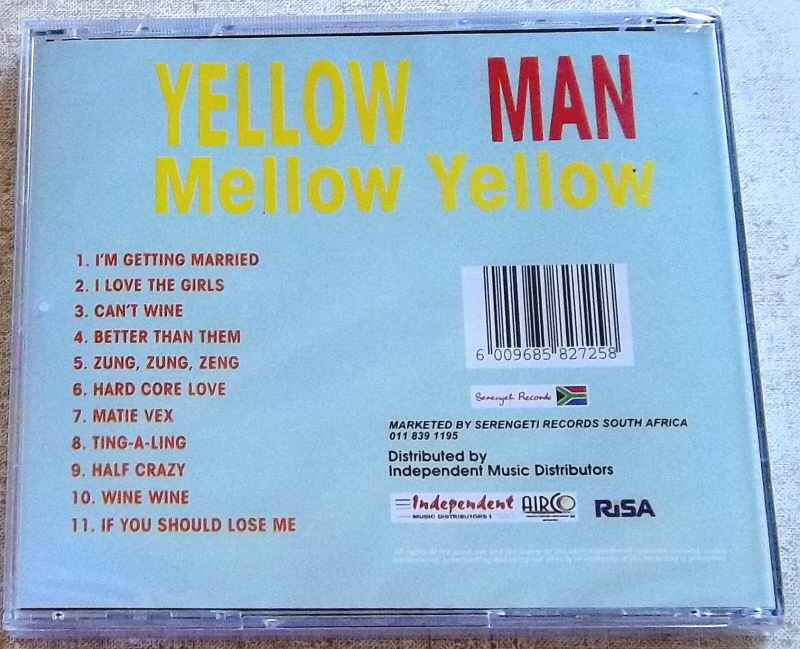 YELLOW MAN
Mellow Yellow
1. I'M GETTING MARRIED
2. I LOVE THE GIRLS
3. CAN'T WINE
4. BETTER THAN THEM
5. ZUNG, ZUNG, ZENG
6. HARD CORE LOVE
7. MATIE VEX
8. TING-A-LING
9. HALF CRAZY
10. WINE WINE
11. IF YOU SHOULD LOSE ME
6 009685 827258
Serengeti Records
MARKETED BY SERENGETI RECORDS SOUTH AFRICA
011 839 1195
Distributed by
Independent Music Distributors
Independent
MUSIC DISTRIBUTORS
AIRCO
RiSA